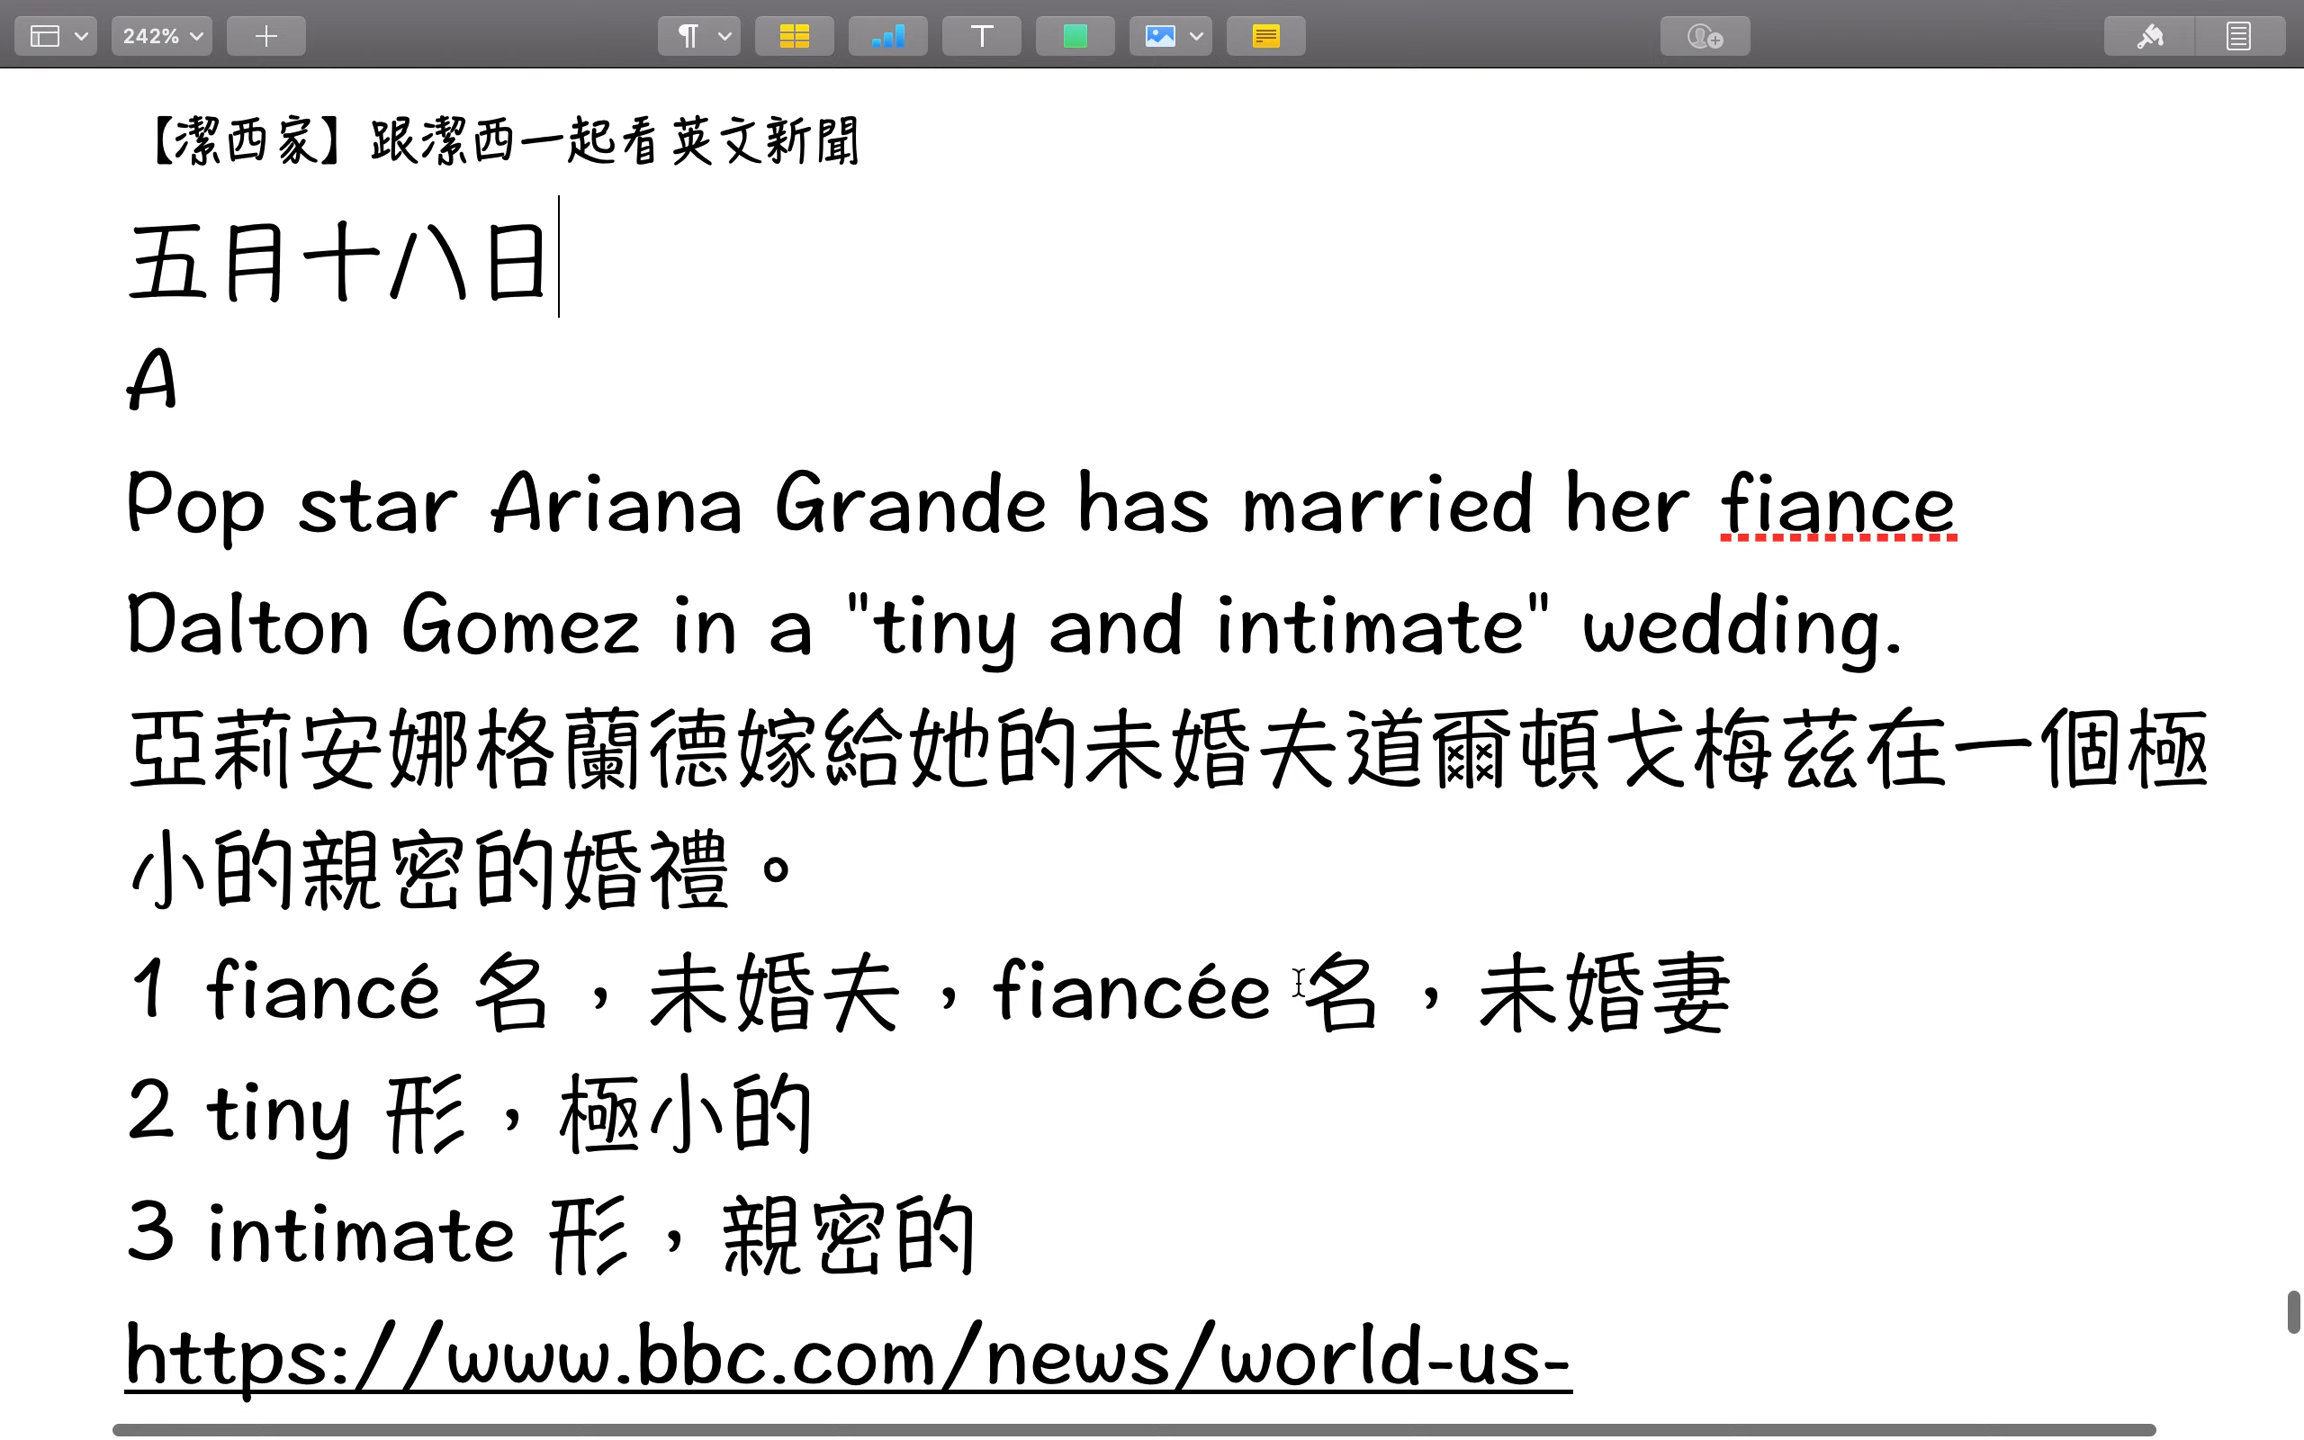 242%
【潔西家】跟潔西一起看英文新聞
五月十八日
A
Pop star Ariana Grande has married her fiance
Dalton Gomez in a "tiny and intimate" wedding.
亞莉安娜格蘭德嫁給她的未婚夫道爾頓戈梅茲在一個極
小的親密的婚禮。
1 fiancé 名，未婚夫，fiancée 名，未婚妻
2 tiny 形，極小的
3 intimate 形，親密的
https://www.bbc.com/news/world-us-